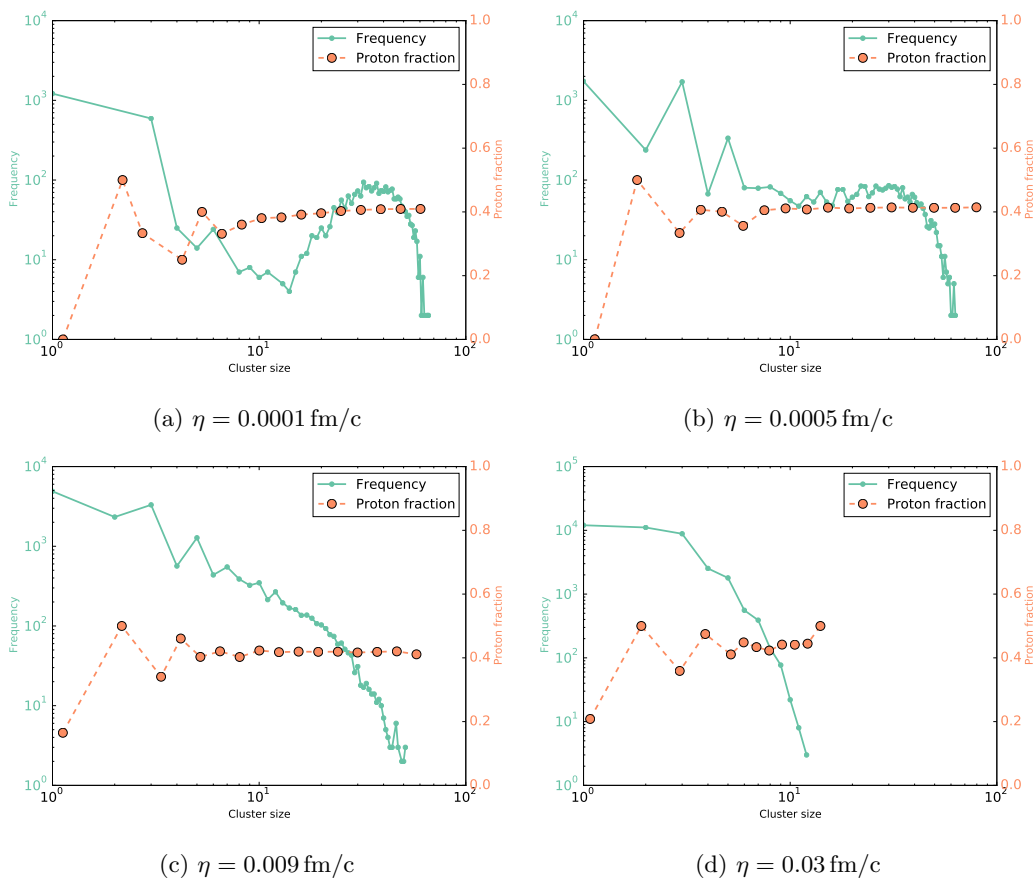 10^4
10^3
10^2
10^1
10^0
Frequency
10^0
10^1
10^2
Cluster size
1.0
0.8
0.6
0.4
0.2
0.0
Proton fraction
Frequency
Proton fraction
(a) η = 0.0001 fm/c
10^4
10^3
10^2
10^1
10^0
Frequency
10^0
10^1
10^2
Cluster size
1.0
0.8
0.6
0.4
0.2
0.0
Proton fraction
Frequency
Proton fraction
(b) η = 0.0005 fm/c
10^4
10^3
10^2
10^1
10^0
Frequency
10^0
10^1
10^2
Cluster size
1.0
0.8
0.6
0.4
0.2
0.0
Proton fraction
Frequency
Proton fraction
(c) η = 0.009 fm/c
10^5
10^4
10^3
10^2
10^1
10^0
Frequency
10^0
10^1
10^2
Cluster size
1.0
0.8
0.6
0.4
0.2
0.0
Proton fraction
Frequency
Proton fraction
(d) η = 0.03 fm/c